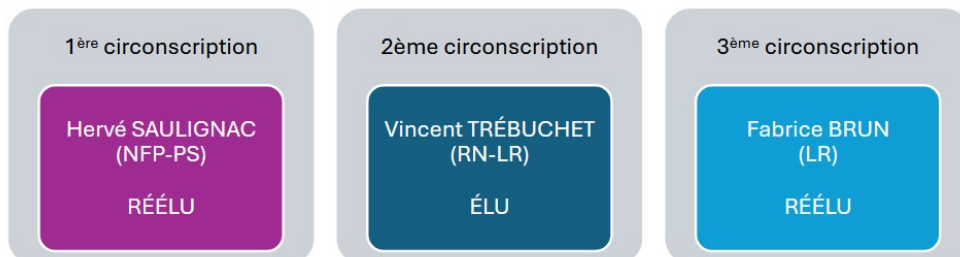 1ère circonscription
Hervé SAULIGNAC
(NFP-PS)
RÉÉLU
2ème circonscription
Vincent TRÉBUCHET
(RN-LR)
ÉLU
3ème circonscription
Fabrice BRUN
(LR)
RÉÉLU